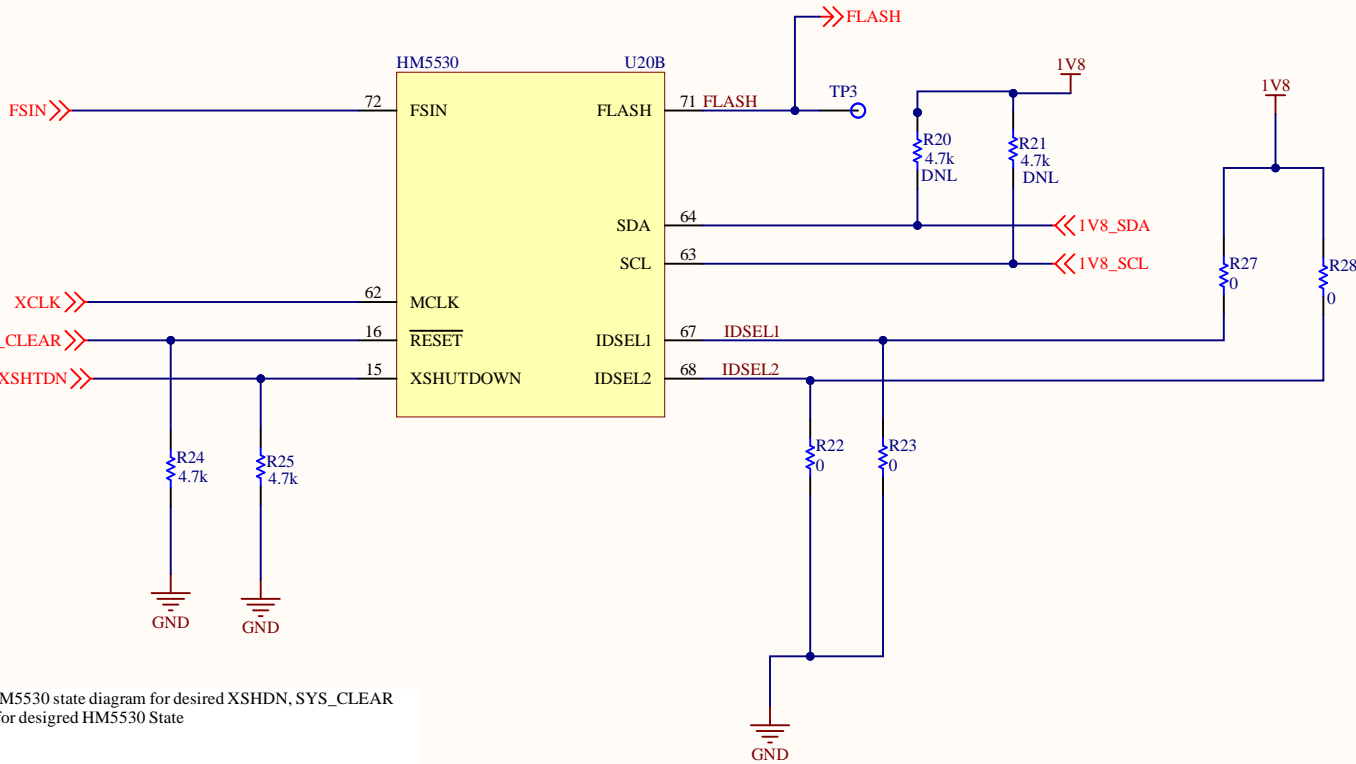 FLASH
HM5530
U20B
1V8
1V8
FSIN
72
FSIN
FLASH
71
FLASH
TP3
R20
4.7k
DNL
R21
4.7k
DNL
SDA
64
1V8_SDA
SCL
63
1V8_SCL
R27
0
R28
0
XCLK
62
MCLK
_CLEAR
16
RESET
IDSEL1
67
IDSEL1
XSHTDN
15
XSHUTDOWN
IDSEL2
68
IDSEL2
R24
4.7k
R25
4.7k
R22
0
R23
0
GND
GND
M5530 state diagram for desired XSHDN, SYS_CLEAR
for desigred HM5530 State
GND